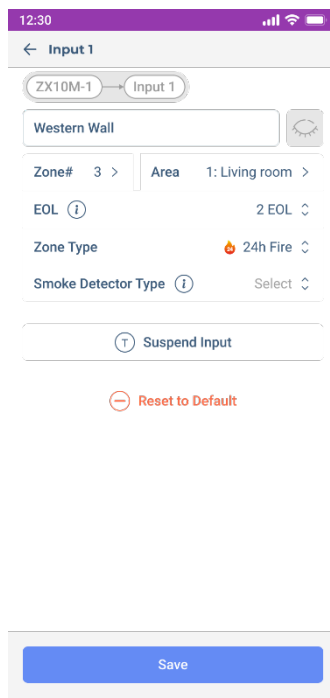 12:30
Input 1
ZX10M-1 Input 1
Western Wall
Zone# 3 > Area 1: Living room >
EOL i 2 EOL
Zone Type 24h Fire
Smoke Detector Type i Select
T Suspend Input
Reset to Default
Save